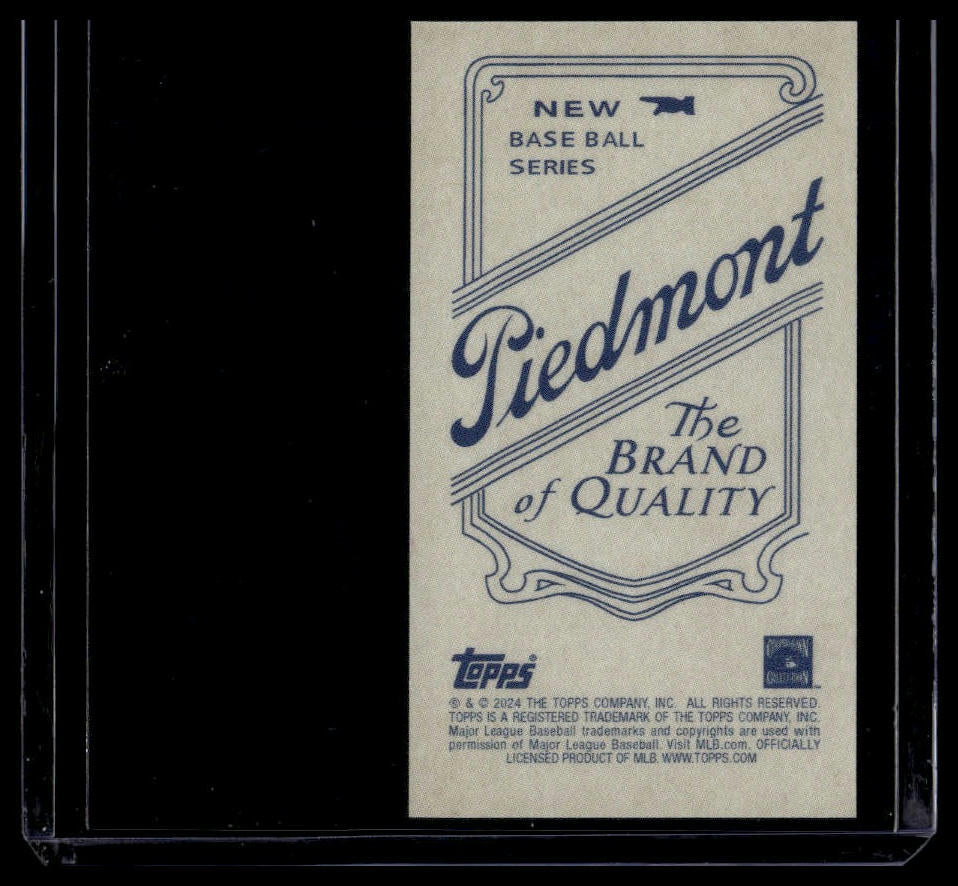 NEW
BASE BALL
SERIES
Piedmont
The
BRAND
of QUALITY
TOPPS®
COOPERSTOWN
COLLECTION™
® & © 2024 THE TOPPS COMPANY, INC. ALL RIGHTS RESERVED.
TOPPS IS A REGISTERED TRADEMARK OF THE TOPPS COMPANY, INC.
Major League Baseball trademarks and copyrights are used with
permission of Major League Baseball. Visit MLB.com. OFFICIALLY
LICENSED PRODUCT OF MLB. WWW.TOPPS.COM